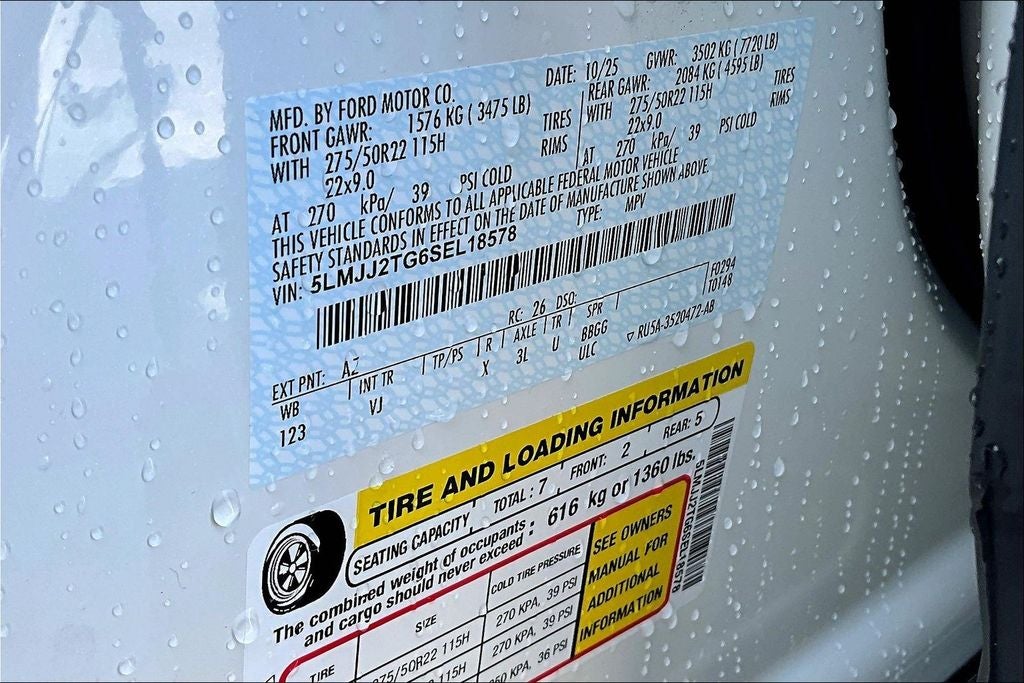 MFD. BY FORD MOTOR CO.
DATE: 10/25 GVWR: 3502 KG ( 7720 LB)
FRONT GAWR: 1576 KG ( 3475 LB)
REAR GAWR: 2084 KG ( 4595 LB)
WITH 275/50R22 115H TIRES
WITH 275/50R22 115H TIRES
22x9.0 RIMS
22x9.0 RIMS
AT 270 kPa/ 39 PSI COLD
AT 270 kPa/ 39 PSI COLD
THIS VEHICLE CONFORMS TO ALL APPLICABLE FEDERAL MOTOR VEHICLE
SAFETY STANDARDS IN EFFECT ON THE DATE OF MANUFACTURE SHOWN ABOVE.
VIN: 5LMJJ2TG6SEL18578 TYPE: MPV
EXT PNT: AZ RC: 26 DSO: F0294
WB INT TR TP/PS R AXLE TR SPR T0148
123 VJ X 3L U BBGG
ULC ▽ RU5A-3520472-AB
TIRE AND LOADING INFORMATION
SEATING CAPACITY TOTAL : 7 FRONT: 2 REAR: 5
The combined weight of occupants
and cargo should never exceed : 616 kg or 1360 lbs.
TIRE SIZE COLD TIRE PRESSURE
275/50R22 115H 270 KPA, 39 PSI
115H 270 KPA, 39 PSI
36 PSI
SEE OWNERS
MANUAL FOR
ADDITIONAL
INFORMATION
5LMJJ2TG6SEL18578